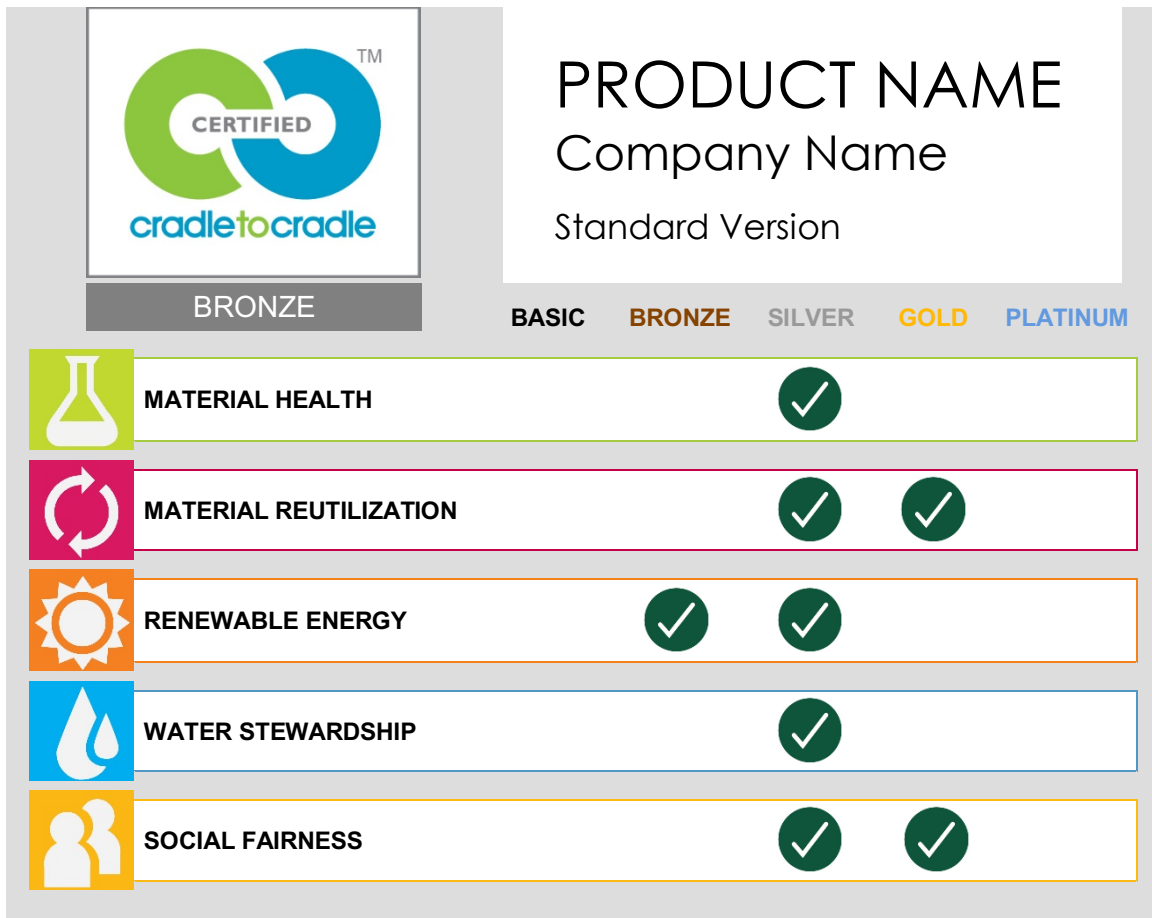 TM
CERTIFIED
cradletocradle
BRONZE
PRODUCT NAME
Company Name
Standard Version
BASIC BRONZE SILVER GOLD PLATINUM
MATERIAL HEALTH
MATERIAL REUTILIZATION
RENEWABLE ENERGY
WATER STEWARDSHIP
SOCIAL FAIRNESS